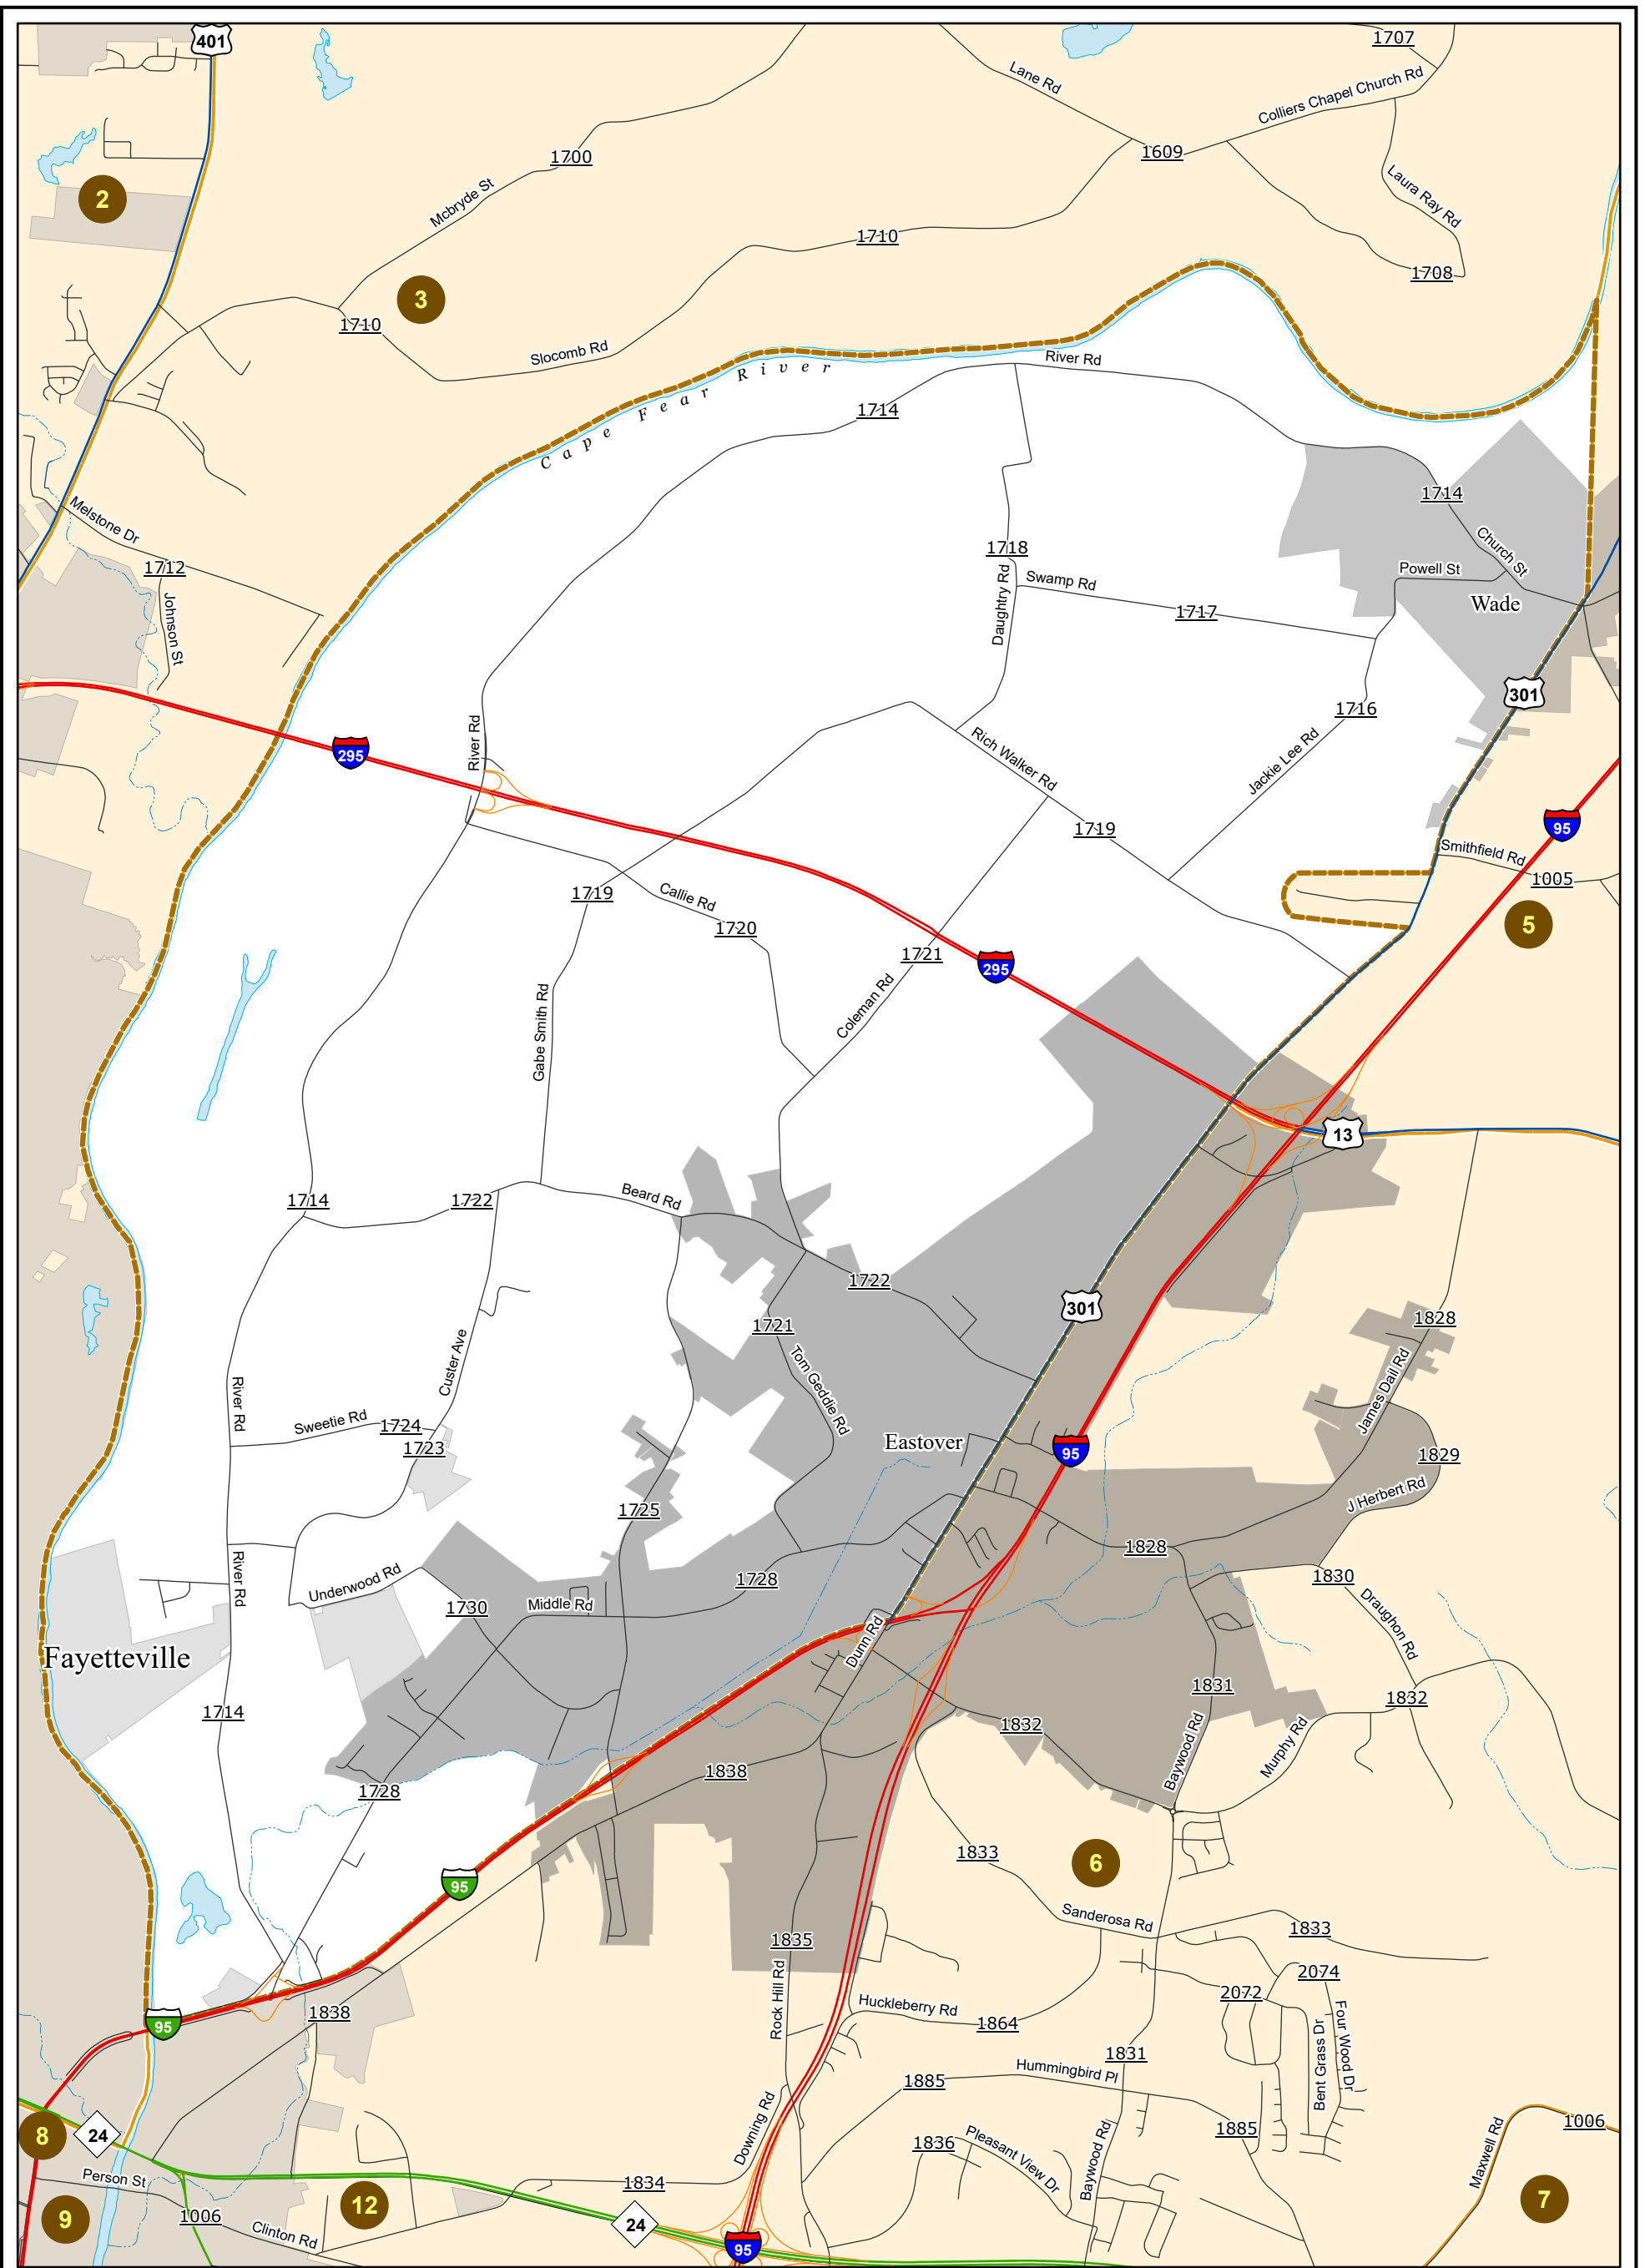 401
1707
Lane Rd
Colliers Chapel Church Rd
1609
1700
2
Mcbryde St
Laura Ray Rd
1710
1708
3
1710
Slocomb Rd
River Rd
Cape Fear River
1714
1714
Melstone Dr
Church St
1718
1712
Powell St
Swamp Rd
Wade
Daughtry Rd
1717
Johnson St
301
1716
River Rd
295
Rich Walker Rd
Jackie Lee Rd
95
1719
Smithfield Rd
1005
1719
Callie Rd
5
1720
1721
295
Coleman Rd
Gabe Smith Rd
13
1714
1722
Beard Rd
1722
301
1828
1721
Custer Ave
Tom Geddie Rd
James Dail Rd
River Rd
Sweetie Rd
1724
Eastover
1723
95
1829
J Herbert Rd
1725
1828
River Rd
Underwood Rd
1728
1830
1730
Middle Rd
Draughon Rd
Dunn Rd
Fayetteville
1831
1832
1714
1832
Murphy Rd
Baywood Rd
1838
1728
1833
6
95
Sanderosa Rd
1833
1835
2074
2072
Rock Hill Rd
Huckleberry Rd
1864
95
1838
Four Wood Dr
Bent Grass Dr
1831
Hummingbird Pl
1885
Downing Rd
1006
8
24
1885
1836
Pleasant View Dr
Maxwell Rd
Baywood Rd
Person St
1834
12
7
9
1006
24
Clinton Rd
95